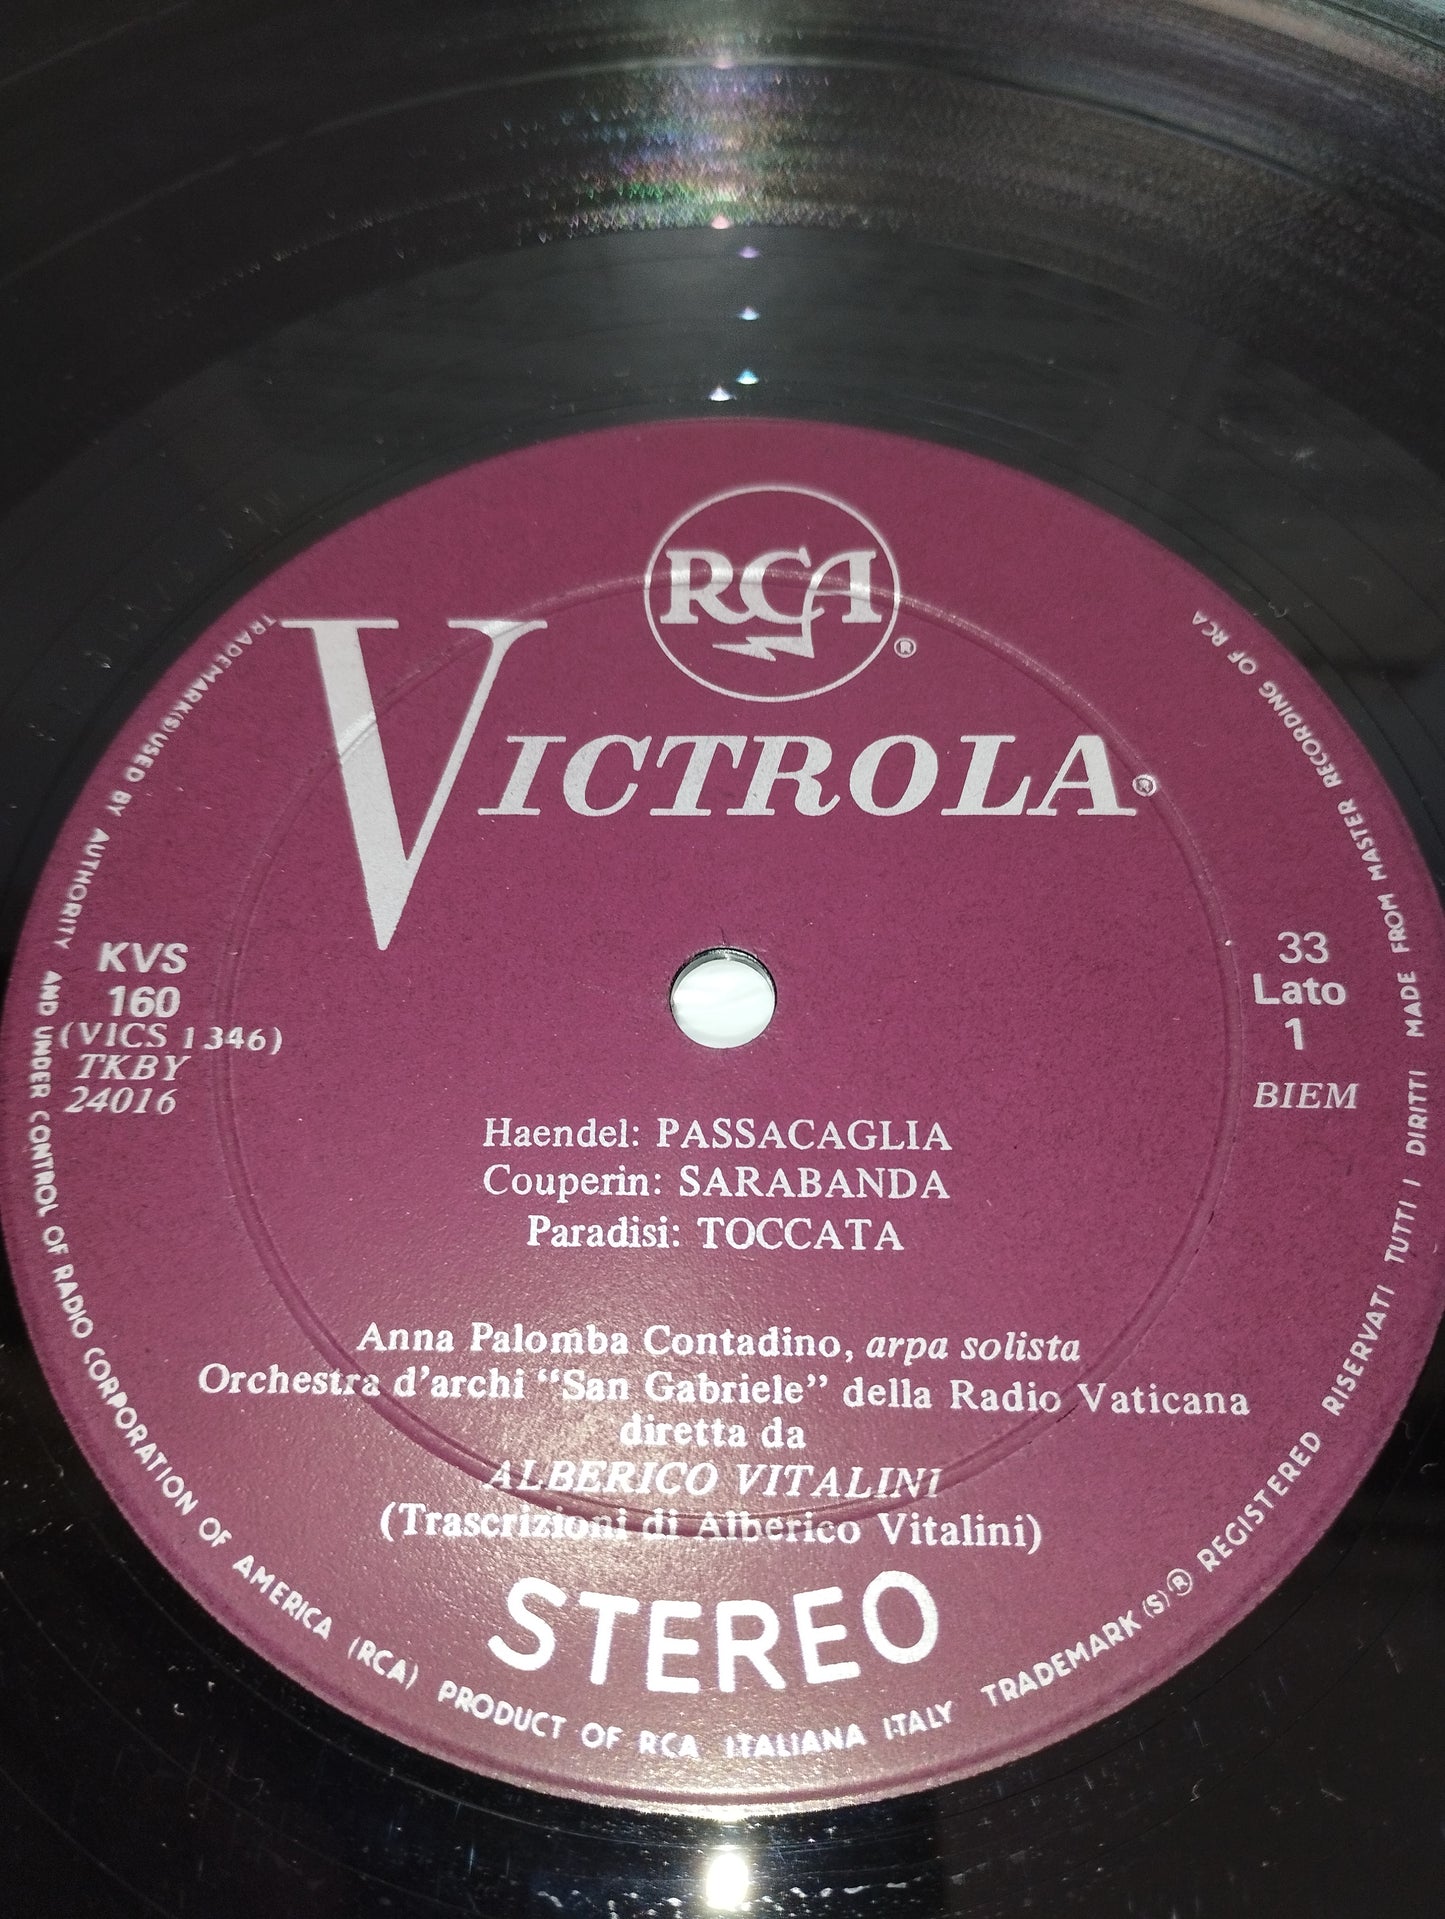 RCA
®
VICTROLA®
KVS
160
(VICS 1346)
TKBY
24016
33
Lato
1
BIEM
Haendel: PASSACAGLIA
Couperin: SARABANDA
Paradisi: TOCCATA
Anna Palomba Contadino, arpa solista
Orchestra d'archi "San Gabriele" della Radio Vaticana
diretta da
ALBERICO VITALINI
(Trascrizioni di Alberico Vitalini)
STEREO
TRADEMARK(S) USED BY AUTHORITY AND UNDER CONTROL OF RADIO CORPORATION OF AMERICA (RCA) PRODUCT OF RCA ITALIANA ITALY TRADEMARK(S)® REGISTERED RISERVATI TUTTI I DIRITTI MADE FROM MASTER RECORDING OF RCA